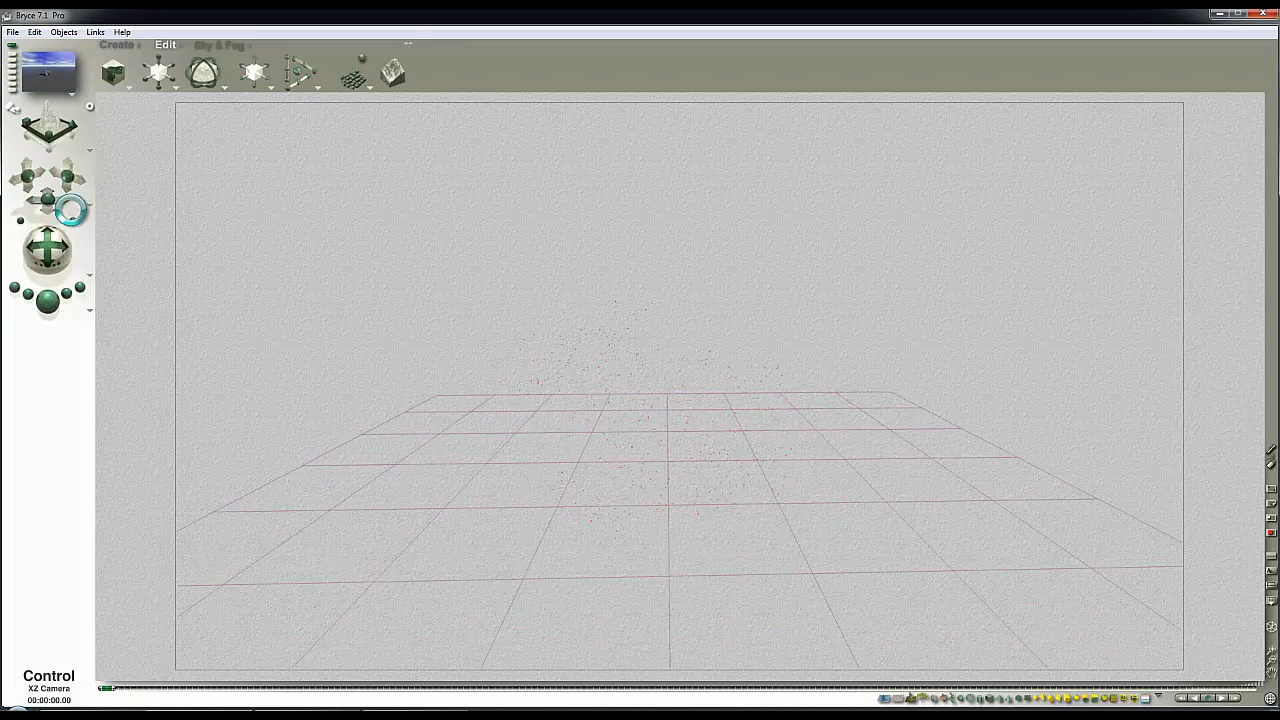 Bryce 7.1 Pro
File Edit Objects Links Help
Create Edit Sky & Fog
Control
XZ Camera
00:00:00.00